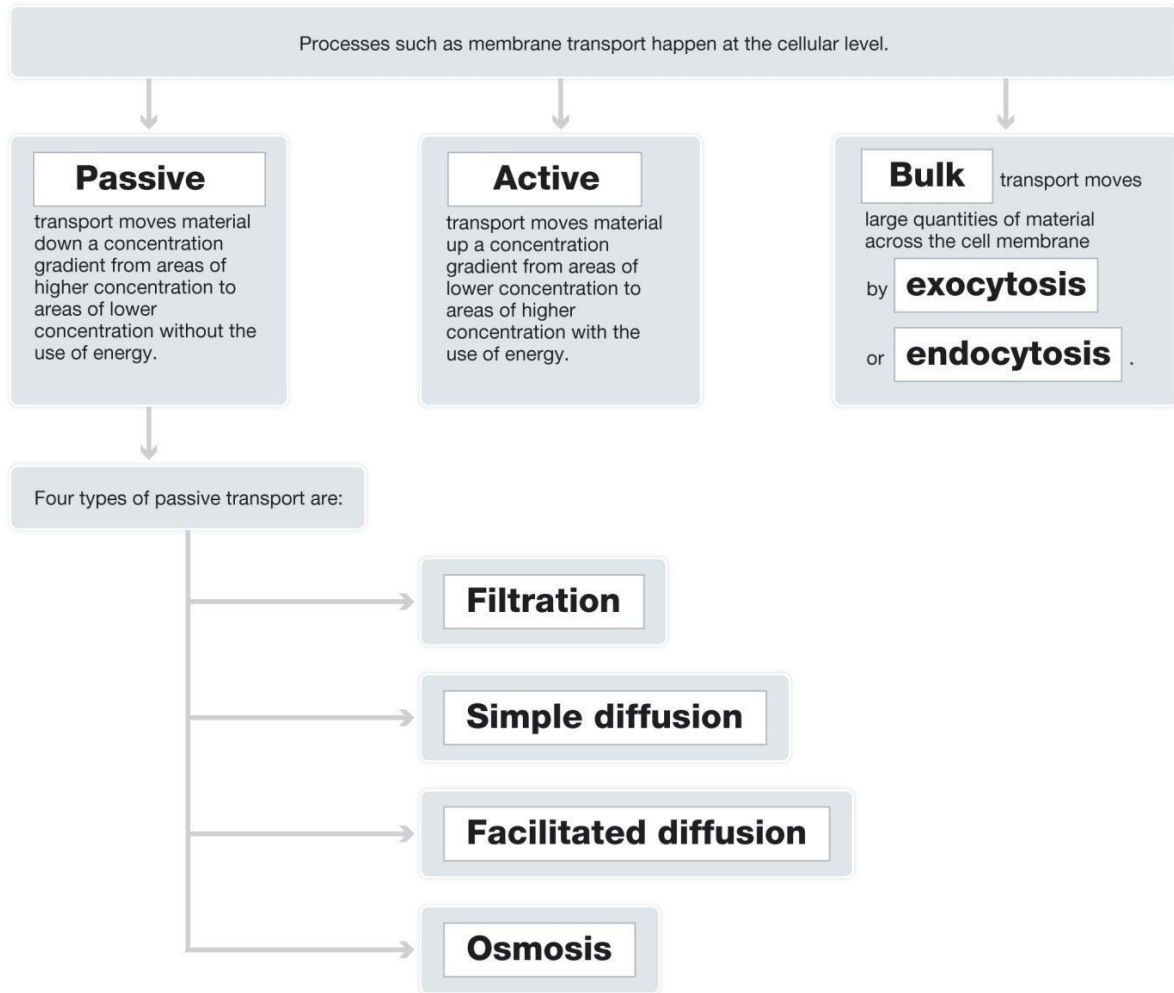 Processes such as membrane transport happen at the cellular level.
Passive
transport moves material
down a concentration
gradient from areas of
higher concentration to
areas of lower
concentration without the
use of energy.
Active
transport moves material
up a concentration
gradient from areas of
lower concentration to
areas of higher
concentration with the
use of energy.
Bulk transport moves
large quantities of material
across the cell membrane
by exocytosis
or endocytosis .
Four types of passive transport are:
Filtration
Simple diffusion
Facilitated diffusion
Osmosis